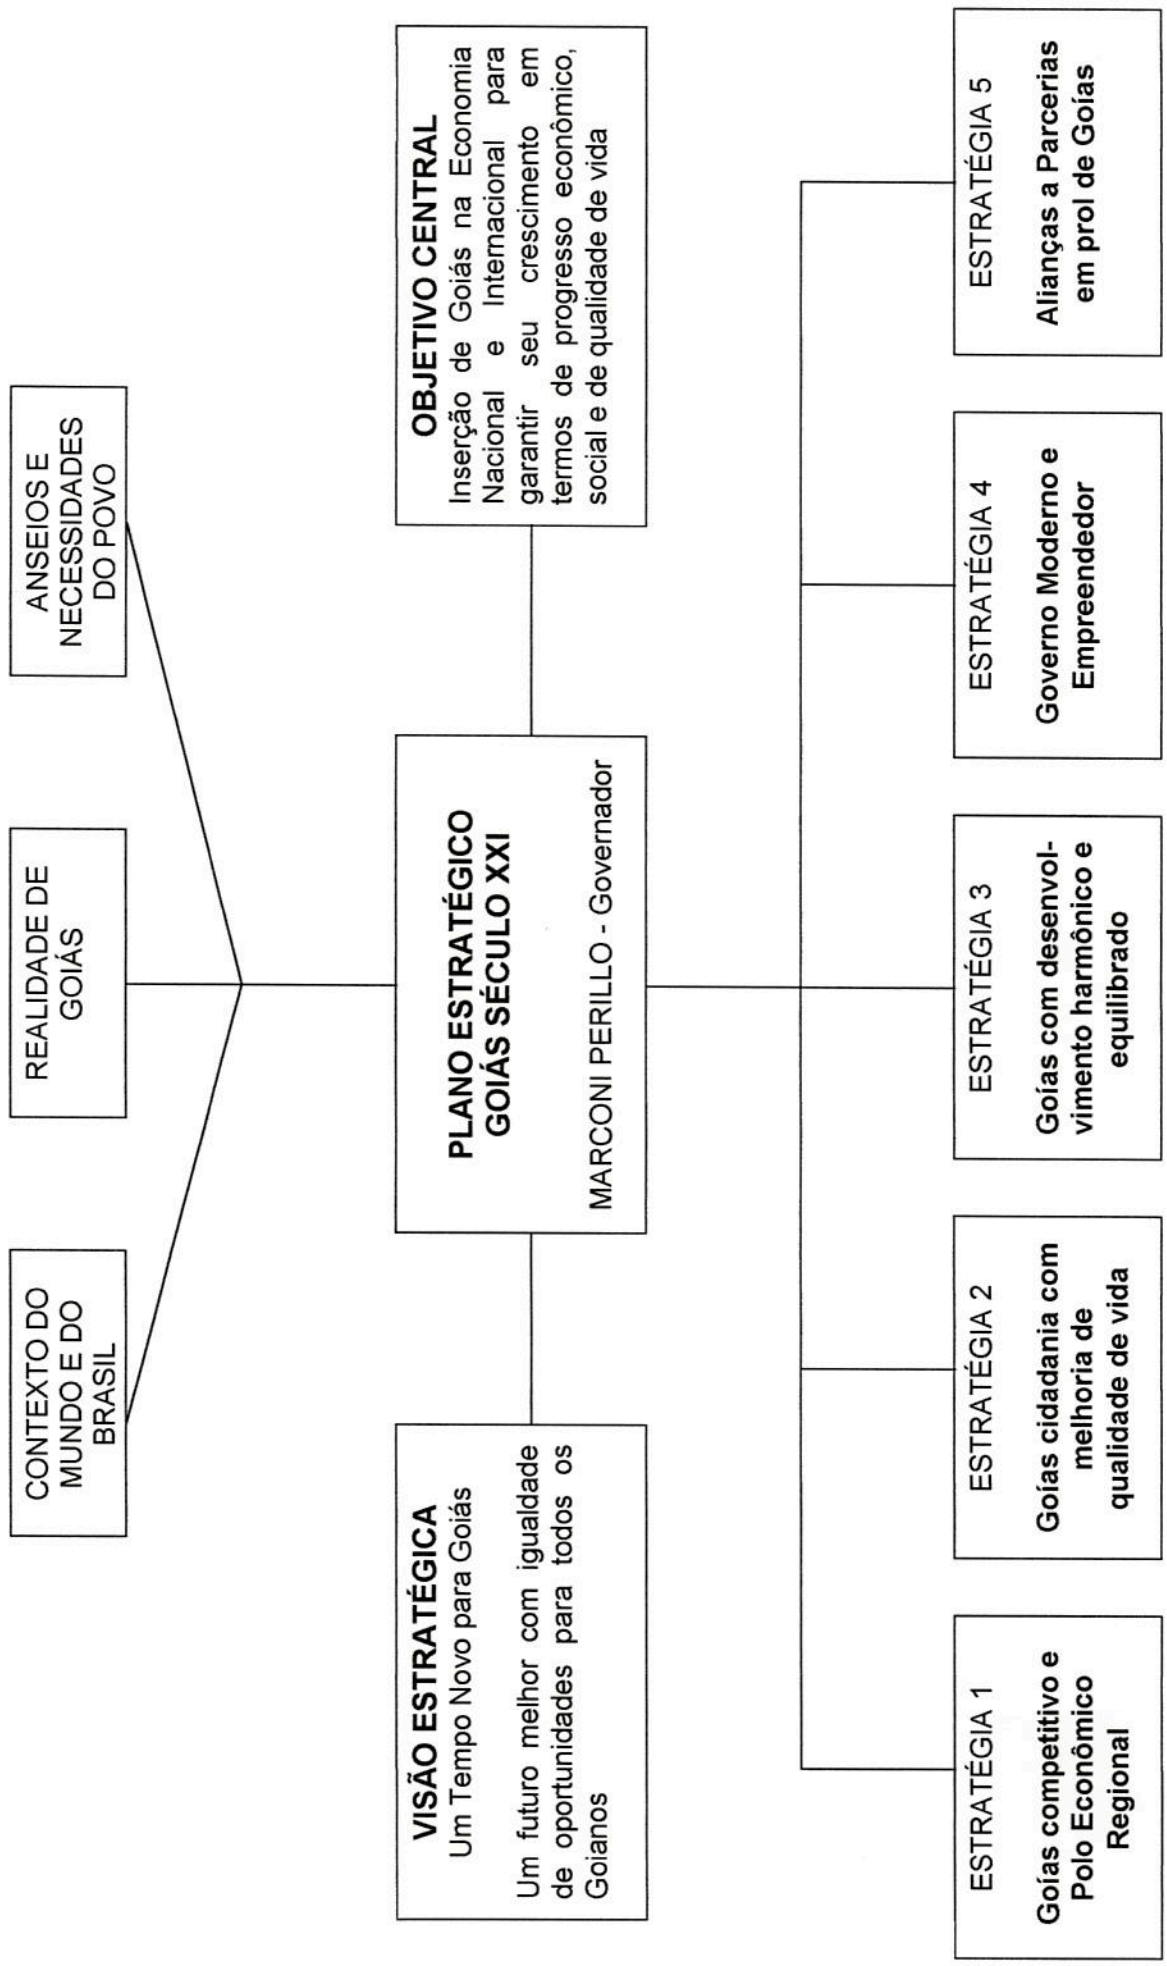 CONTEXTO DO
MUNDO E DO
BRASIL
REALIDADE DE
GOIÁS
ANSEIOS E
NECESSIDADES
DO POVO
VISÃO ESTRATÉGICA
Um Tempo Novo para Goiás
Um futuro melhor com igualdade
de oportunidades para todos os
Goianos
PLANO ESTRATÉGICO
GOIÁS SÉCULO XXI
MARCONI PERILLO - Governador
OBJETIVO CENTRAL
Inserção de Goiás na Economia
Nacional e Internacional para
garantir seu crescimento em
termos de progresso econômico,
social e de qualidade de vida
ESTRATÉGIA 1
Goías competitivo e
Polo Econômico
Regional
ESTRATÉGIA 2
Goías cidadania com
melhoria de
qualidade de vida
ESTRATÉGIA 3
Goías com desenvol-
vimento harmônico e
equilibrado
ESTRATÉGIA 4
Governo Moderno e
Empreendedor
ESTRATÉGIA 5
Alianças a Parcerias
em prol de Goías